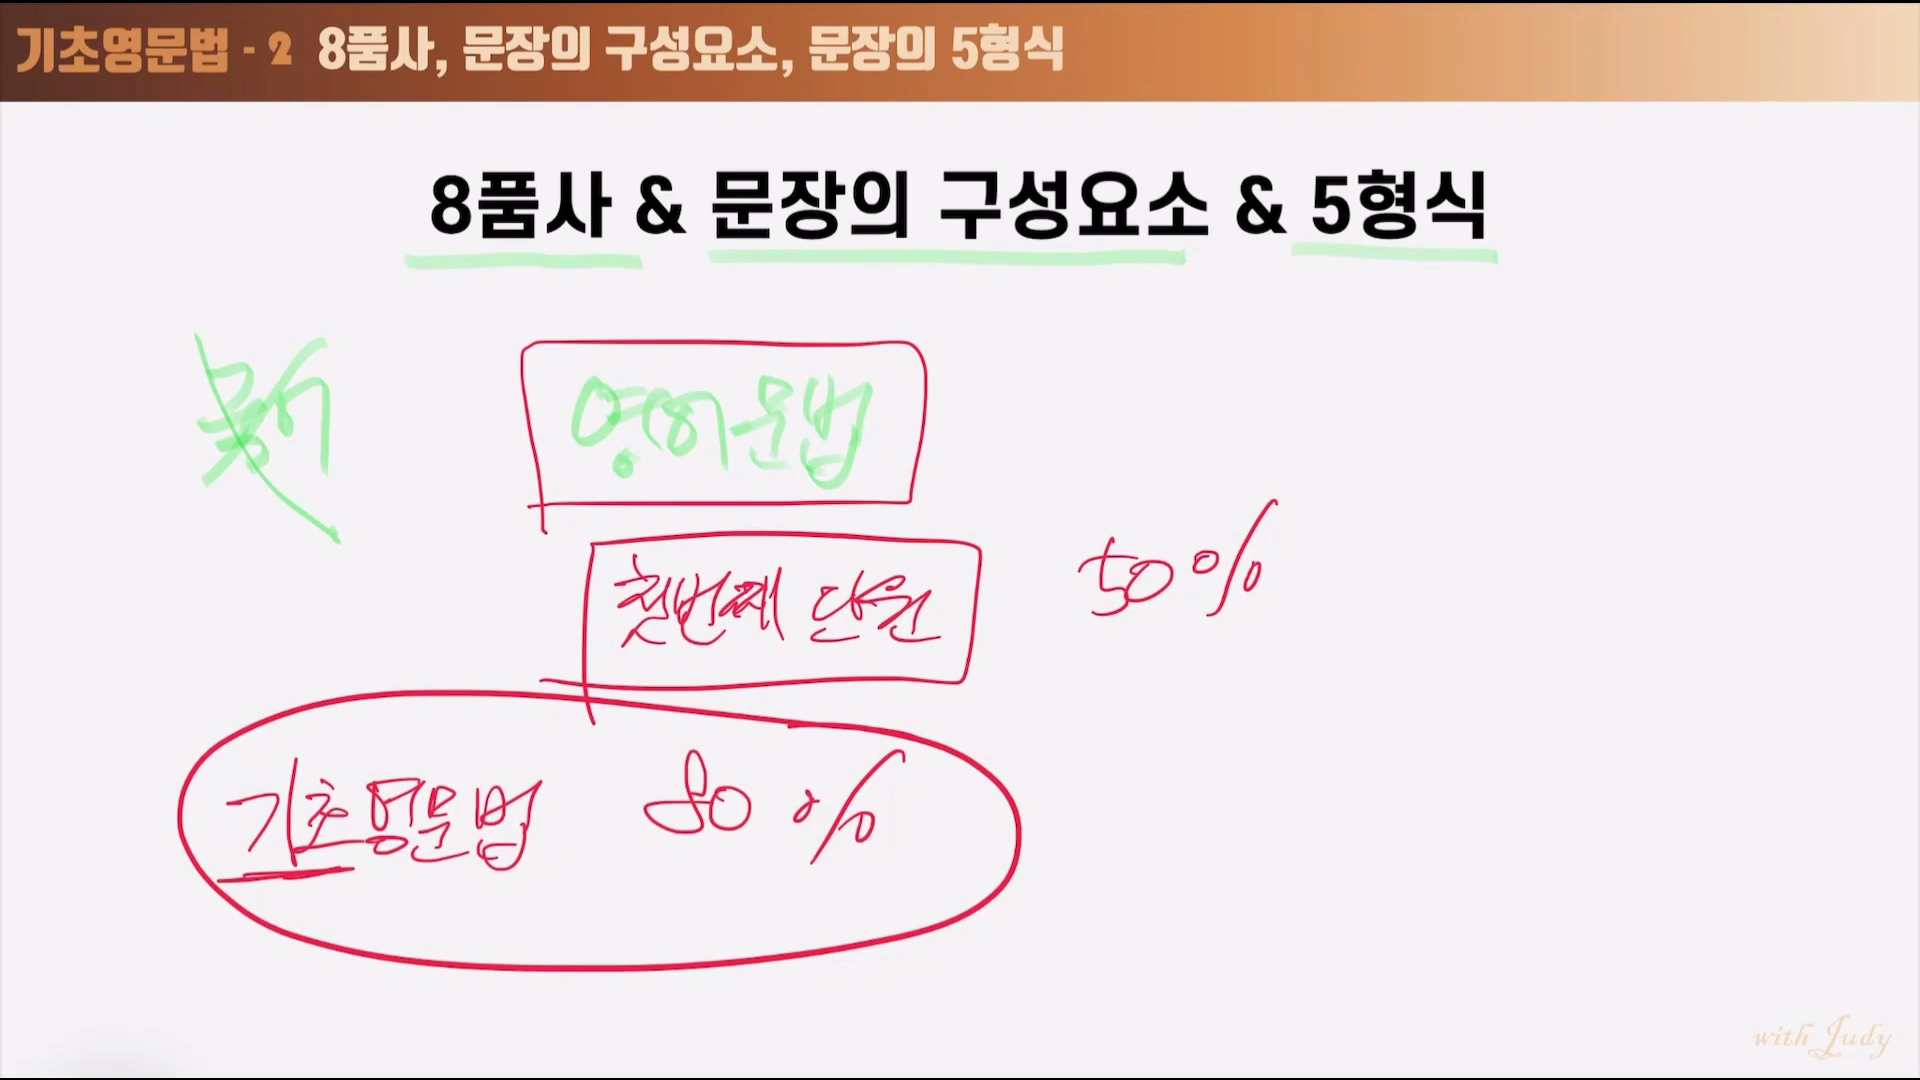 기초영문법 - 2 8품사, 문장의 구성요소, 문장의 5형식
8품사 & 문장의 구성요소 & 5형식
영어문법
첫번째 단원 50%
기초영문법 80%
with Judy